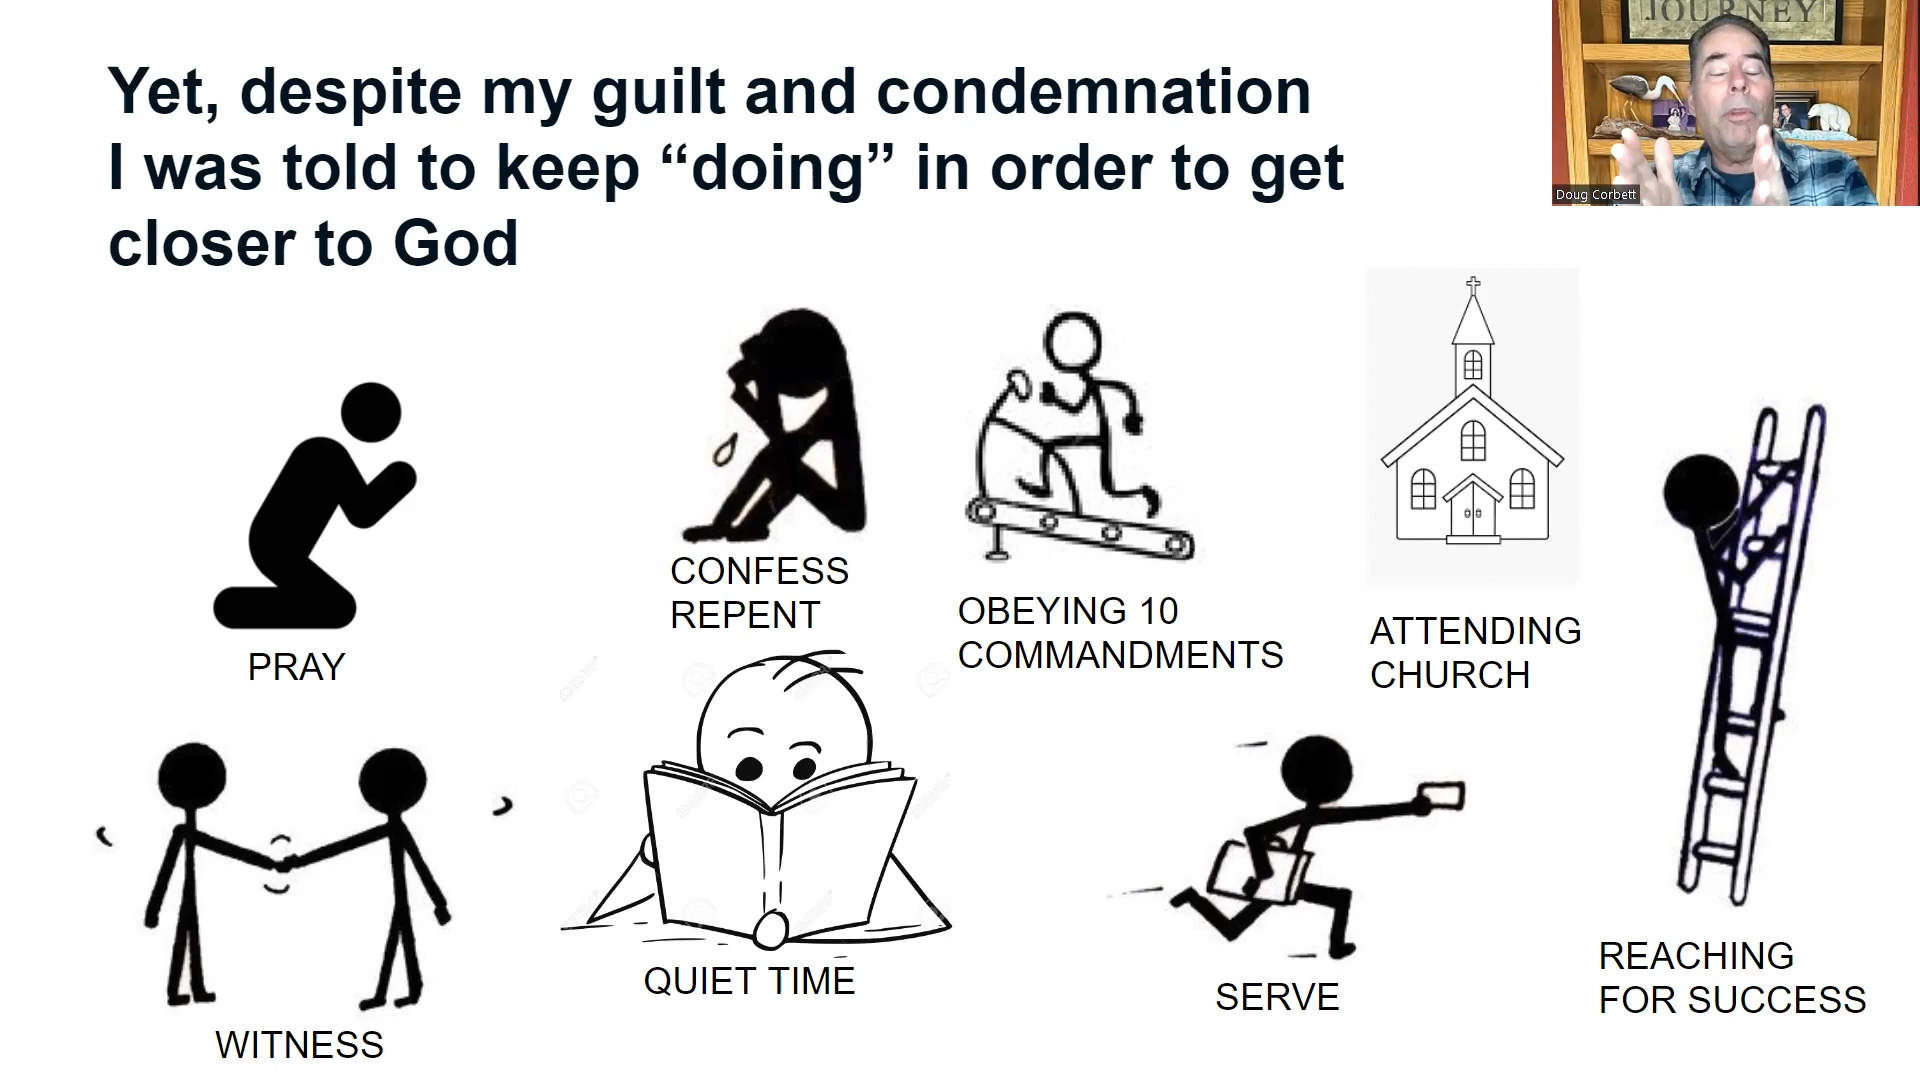 JOURNEY
Yet, despite my guilt and condemnation
I was told to keep “doing” in order to get
closer to God
Doug Corbett
CONFESS
REPENT
OBEYING 10
COMMANDMENTS
ATTENDING
CHURCH
PRAY
QUIET TIME
SERVE
REACHING
FOR SUCCESS
WITNESS